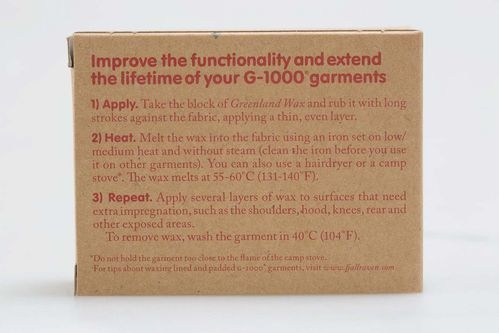 Improve the functionality and extend
the lifetime of your G-1000® garments
1) Apply. Take the block of Greenland Wax and rub it with long
strokes against the fabric, applying a thin, even layer.
2) Heat. Melt the wax into the fabric using an iron set on low/
medium heat and without steam (clean the iron before you use
it on other garments). You can also use a hairdryer or a camp
stove*. The wax melts at 55-60°C (131-140°F).
3) Repeat. Apply several layers of wax to surfaces that need
extra impregnation, such as the shoulders, hood, knees, rear and
other exposed areas.
To remove wax, wash the garment in 40°C (104°F).
*Do not hold the garment too close to the flame of the camp stove.
For tips about waxing lined and padded G-1000® garments, visit www.fjallraven.com